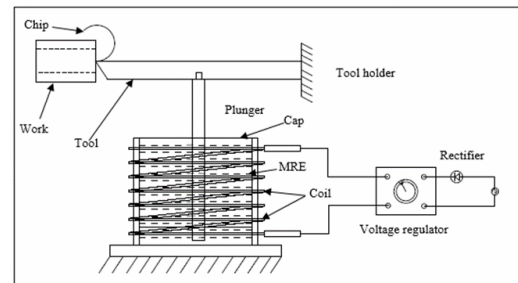 Chip
Tool holder
Work
Tool
Plunger
Cap
MRE
Coil
Rectifier
Voltage regulator